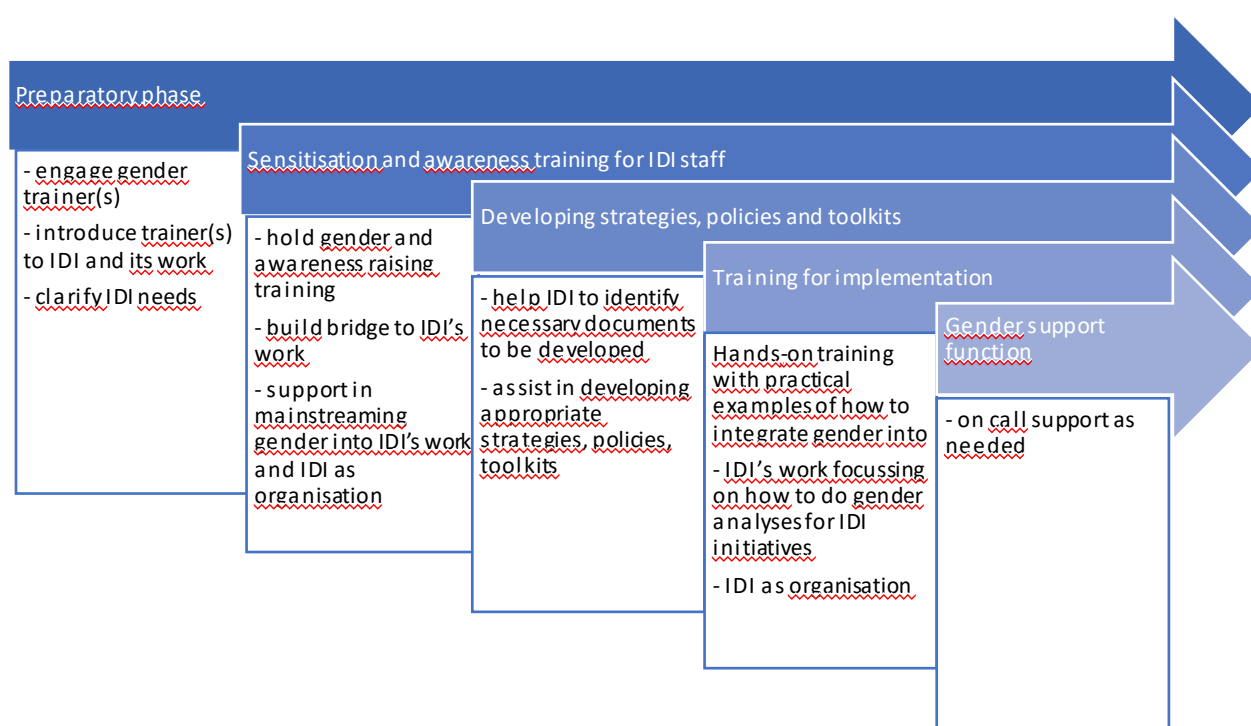 Preparatory phase
- engage gender
trainer(s)
- introduce trainer(s)
to IDI and its work
- clarify IDI needs
Sensitisation and awareness training for IDI staff
- hold gender and
awareness raising
training
- build bridge to IDI's
work
- support in
mainstreaming
gender into IDI's work
and IDI as
organisation
Developing strategies, policies and toolkits
- help IDI to identify
necessary documents
to be developed
- assist in developing
appropriate
strategies, policies,
toolkits
Training for implementation
Hands-on training
with practical
examples of how to
integrate gender into
- IDI's work focussing
on how to do gender
analyses for IDI
initiatives
- IDI as organisation
Gender support
function
- on call support as
needed